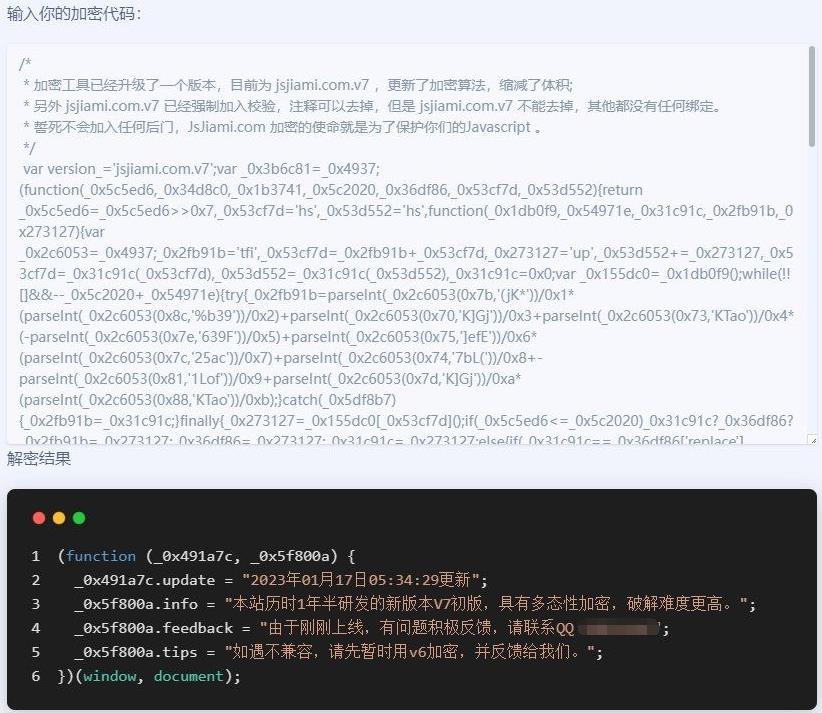 输入你的加密代码：
/*
* 加密工具已经升级了一个版本，目前为 jsjiami.com.v7 ，更新了加密算法，缩减了体积;
* 另外 jsjiami.com.v7 已经强制加入校验，注释可以去掉，但是 jsjiami.com.v7 不能去掉，其他都没有任何绑定。
* 誓死不会加入任何后门，JsJiami.com 加密的使命就是为了保护你们的Javascript 。
*/
var version_='jsjiami.com.v7';var _0x3b6c81=_0x4937;
(function(_0x5c5ed6,_0x34d8c0,_0x1b3741,_0x5c2020,_0x36df86,_0x53cf7d,_0x53d552){return
_0x5c5ed6=_0x5c5ed6>>0x7,_0x53cf7d='hs',_0x53d552='hs',function(_0x1db0f9,_0x54971e,_0x31c91c,_0x2fb91b,_0
x273127){var
_0x2c6053=_0x4937;_0x2fb91b='tfi',_0x53cf7d=_0x2fb91b+_0x53cf7d,_0x273127='up',_0x53d552+=_0x273127,_0x53
cf7d=_0x31c91c(_0x53cf7d),_0x53d552=_0x31c91c(_0x53d552),_0x31c91c=0x0;var _0x155dc0=_0x1db0f9();while(!!
[]&&--_0x5c2020+_0x54971e){try{_0x2fb91b=parseInt(_0x2c6053(0x7b,'(jK*'))/0x1*
(parseInt(_0x2c6053(0x8c,'%b39'))/0x2)+parseInt(_0x2c6053(0x70,'K]Gj'))/0x3+parseInt(_0x2c6053(0x73,'KTao'))/0x4*
(-parseInt(_0x2c6053(0x7e,'639F'))/0x5)+parseInt(_0x2c6053(0x75,']efE'))/0x6*
(parseInt(_0x2c6053(0x7c,'25ac'))/0x7)+parseInt(_0x2c6053(0x74,'7bL('))/0x8+-
parseInt(_0x2c6053(0x81,'1Lof'))/0x9+parseInt(_0x2c6053(0x7d,'K]Gj'))/0xa*
(parseInt(_0x2c6053(0x88,'KTao'))/0xb);}catch(_0x5df8b7)
{_0x2fb91b=_0x31c91c;}finally{_0x273127=_0x155dc0[_0x53cf7d]();if(_0x5c5ed6<=_0x5c2020)_0x31c91c?_0x36df86?
_0x2fb91b=_0x273127:_0x36df86=_0x273127:_0x31c91c=_0x273127;else{if(_0x31c91c==_0x36df86['replace']
解密结果
1 (function (_0x491a7c, _0x5f800a) {
2 _0x491a7c.update = "2023年01月17日05:34:29更新";
3 _0x5f800a.info = "本站历时1年半研发的新版本V7初版，具有多态性加密，破解难度更高。";
4 _0x5f800a.feedback = "由于刚刚上线，有问题积极反馈，请联系QQ ";
5 _0x5f800a.tips = "如遇不兼容，请先暂时用v6加密，并反馈给我们。";
6 })(window, document);